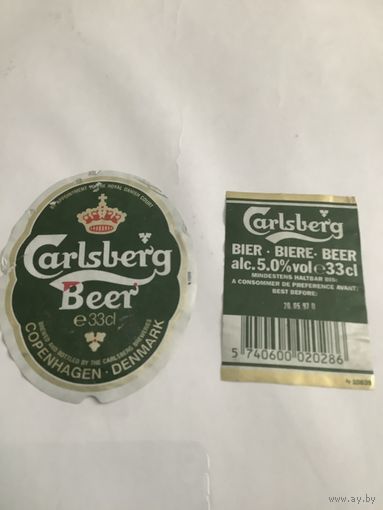 BY APPOINTMENT TO THE ROYAL DANISH COURT
Carlsberg
Beer
e33cl
BREWED AND BOTTLED BY THE CARLSBERG BREWERIES
COPENHAGEN · DENMARK
Carlsberg
BIER · BIERE · BEER
alc. 5.0%vol e33cl
MINDESTENS HALTBAR BIS:
A CONSOMMER DE PREFERENCE AVANT:
BEST BEFORE:
5 740600 020286
www.ay.by